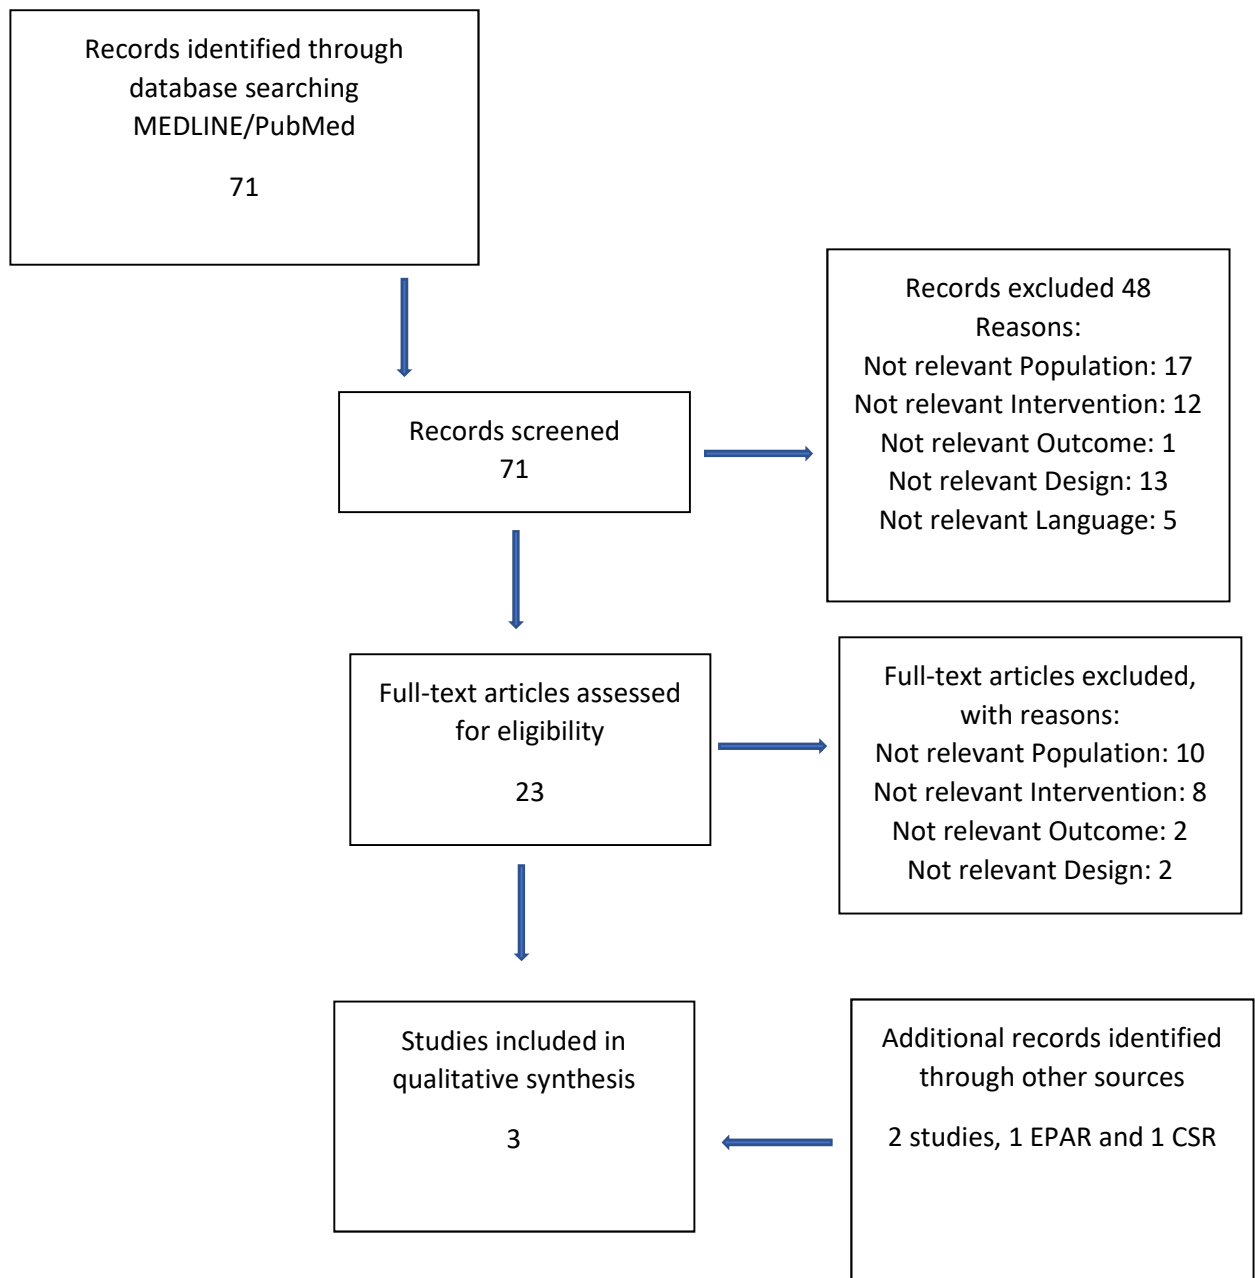 Records identified through
database searching
MEDLINE/PubMed
71
Records excluded 48
Reasons:
Not relevant Population: 17
Not relevant Intervention: 12
Not relevant Outcome: 1
Not relevant Design: 13
Not relevant Language: 5
Records screened
71
Full-text articles assessed
for eligibility
23
Full-text articles excluded,
with reasons:
Not relevant Population: 10
Not relevant Intervention: 8
Not relevant Outcome: 2
Not relevant Design: 2
Studies included in
qualitative synthesis
3
Additional records identified
through other sources
2 studies, 1 EPAR and 1 CSR